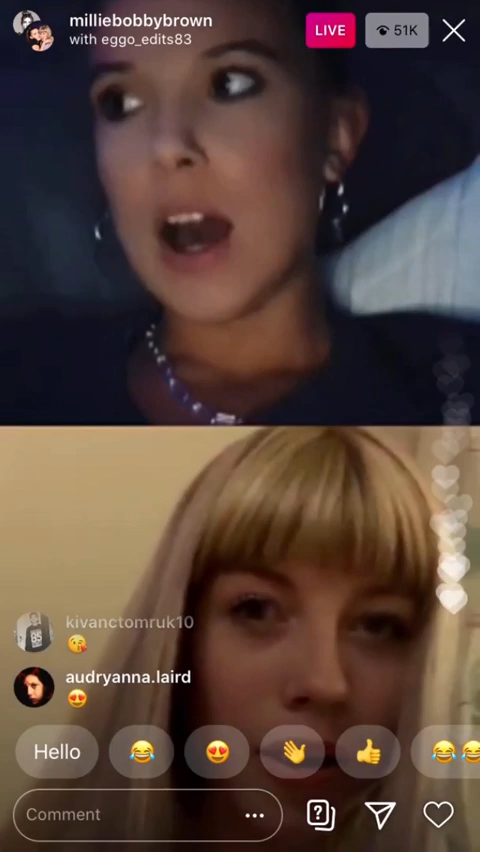 milliebobbybrown
with eggo_edits83
LIVE
51K
kivanctomruk10
😘
audryanna.laird
😍
Hello
😂
😍
👋
👍
😂😂
Comment